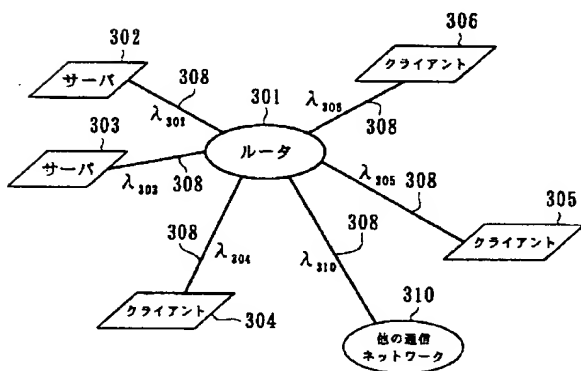 302
サーバ
308
λ302
306
クライアント
λ306
308
301
ルータ
303
サーバ
λ303
308
λ305
308
305
クライアント
308
λ304
クライアント
304
308
λ310
310
他の通信
ネットワーク